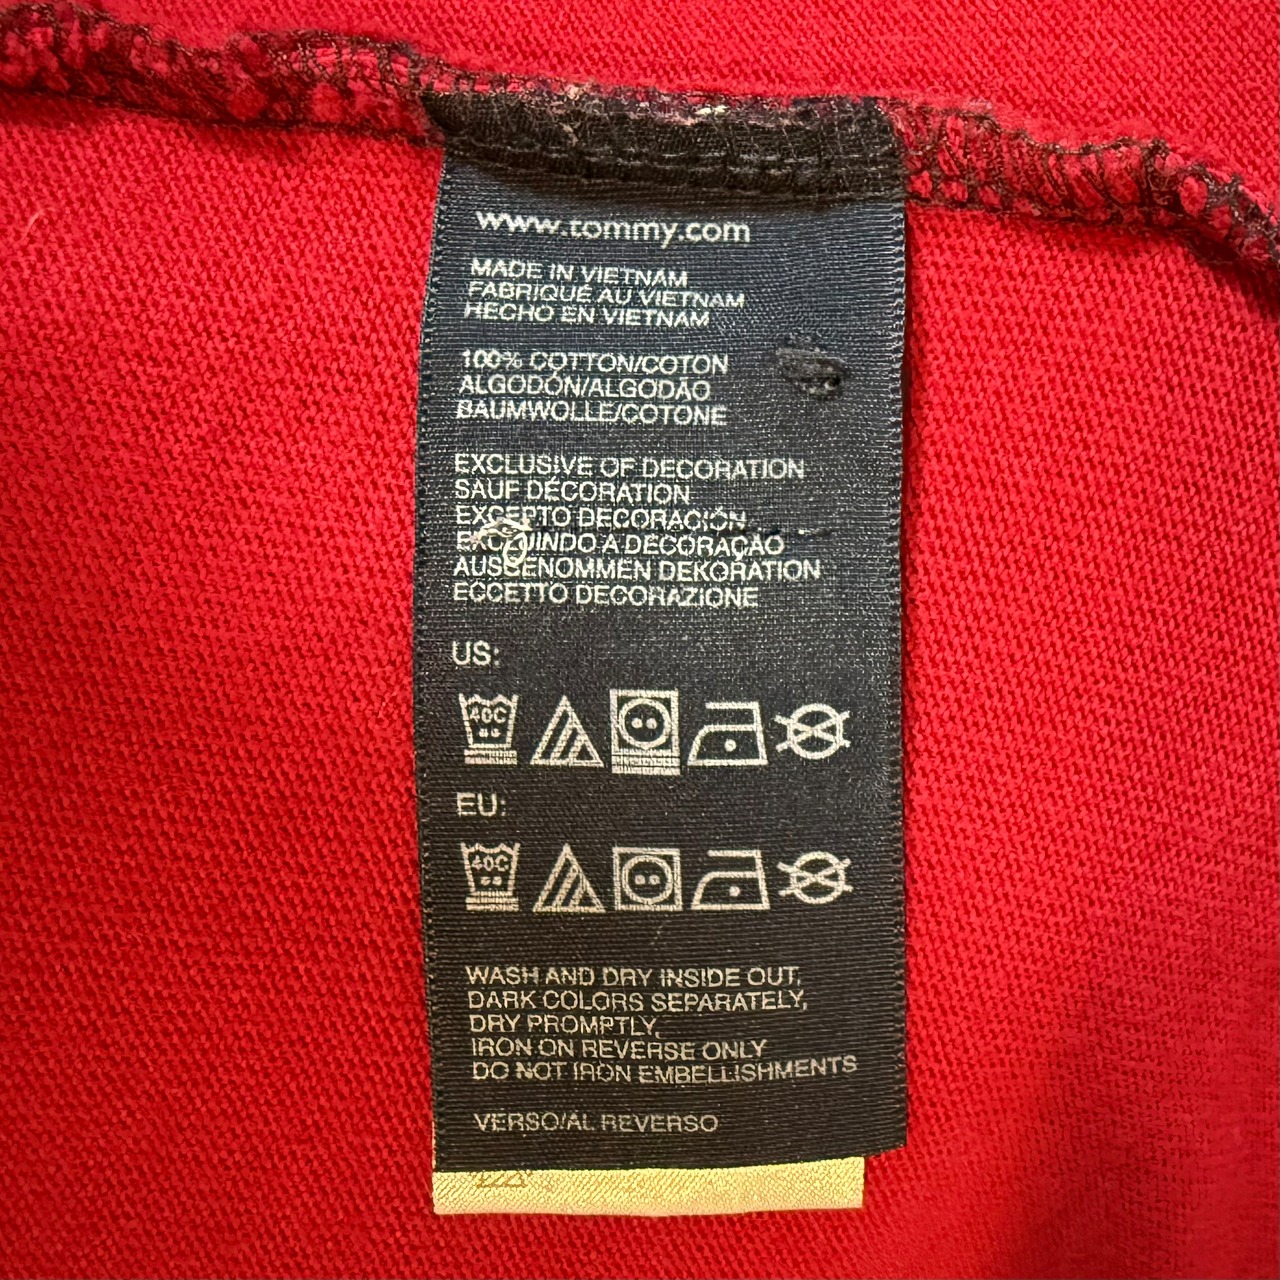 www.tommy.com
MADE IN VIETNAM
FABRIQUÉ AU VIETNAM
HECHO EN VIETNAM
100% COTTON/COTON
ALGODÓN/ALGODÃO
BAUMWOLLE/COTONE
EXCLUSIVE OF DECORATION
SAUF DÉCORATION
EXCEPTO DECORACIÓN
EXCLUINDO A DECORAÇÃO
AUSGENOMMEN DEKORATION
ECCETTO DECORAZIONE
US:
40C
EU:
40C
WASH AND DRY INSIDE OUT,
DARK COLORS SEPARATELY,
DRY PROMPTLY,
IRON ON REVERSE ONLY
DO NOT IRON EMBELLISHMENTS
VERSO/AL REVERSO